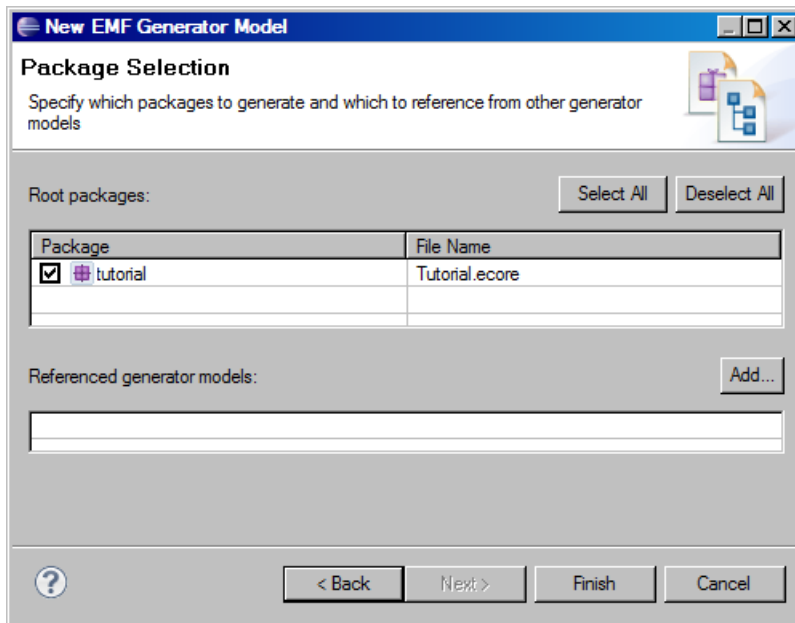 New EMF Generator Model
Package Selection
Specify which packages to generate and which to reference from other generator
models
Root packages:
Select All
Deselect All
Package
File Name
tutorial
Tutorial.ecore
Referenced generator models:
Add...
?
< Back
Next >
Finish
Cancel